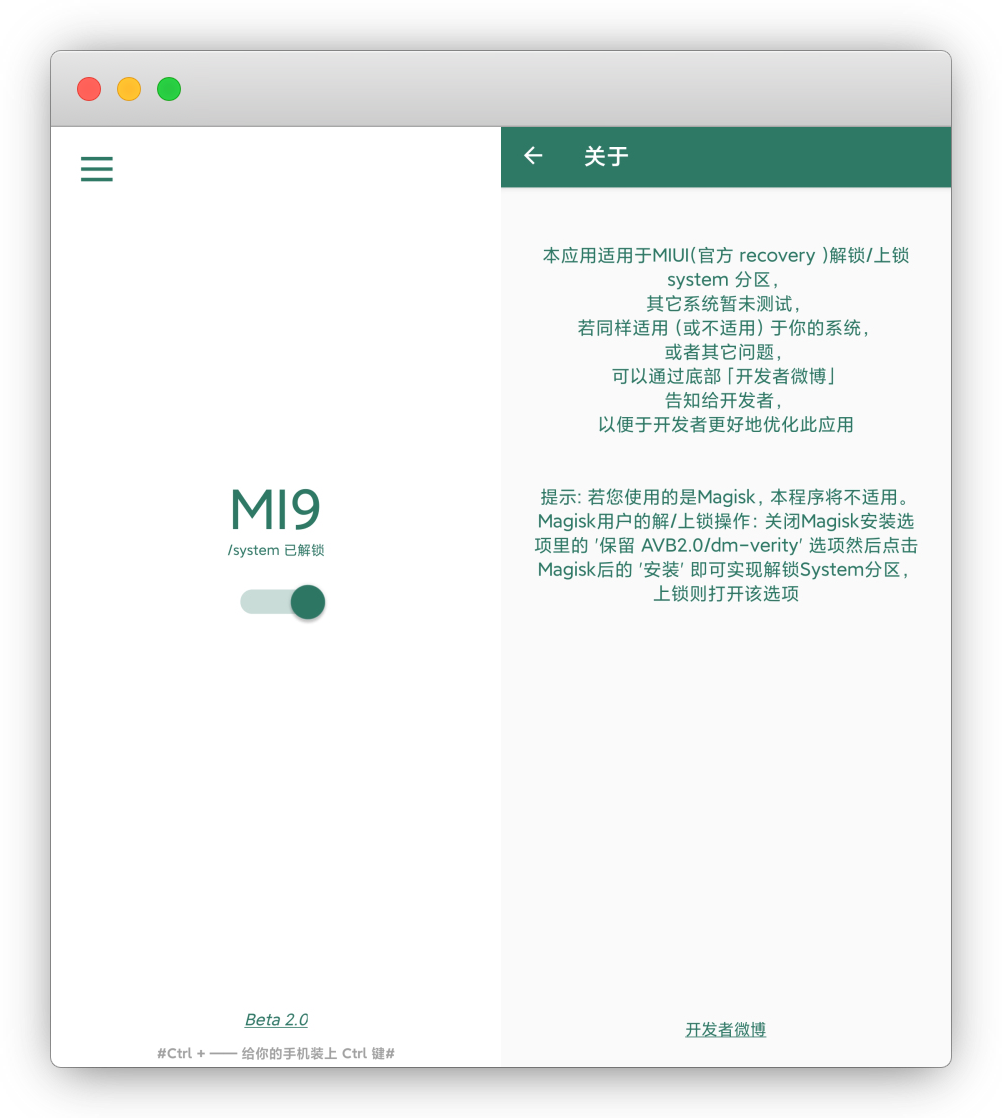 MI9
/system 已解锁
Beta 2.0
#Ctrl + —— 给你的手机装上 Ctrl 键#
关于
本应用适用于MIUI(官方 recovery )解锁/上锁
system 分区，
其它系统暂未测试，
若同样适用（或不适用）于你的系统，
或者其它问题，
可以通过底部「开发者微博」
告知给开发者，
以便于开发者更好地优化此应用
提示: 若您使用的是Magisk, 本程序将不适用。
Magisk用户的解/上锁操作: 关闭Magisk安装选
项里的 '保留 AVB2.0/dm-verity' 选项然后点击
Magisk后的 '安装' 即可实现解锁System分区，
上锁则打开该选项
开发者微博